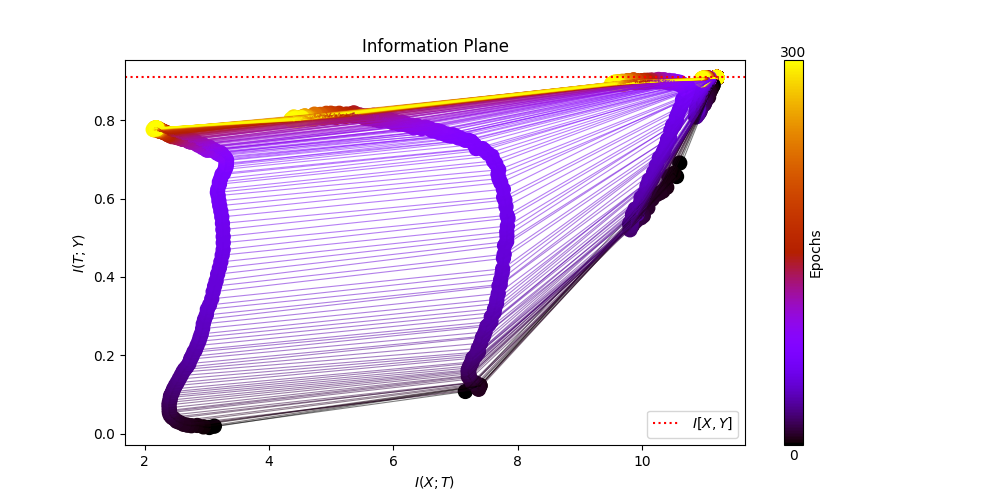 Information Plane
300
0.8
0.6
0.4
0.2
0.0
I(T; Y)
2
4
6
8
10
I(X; T)
I[X, Y]
Epochs
0